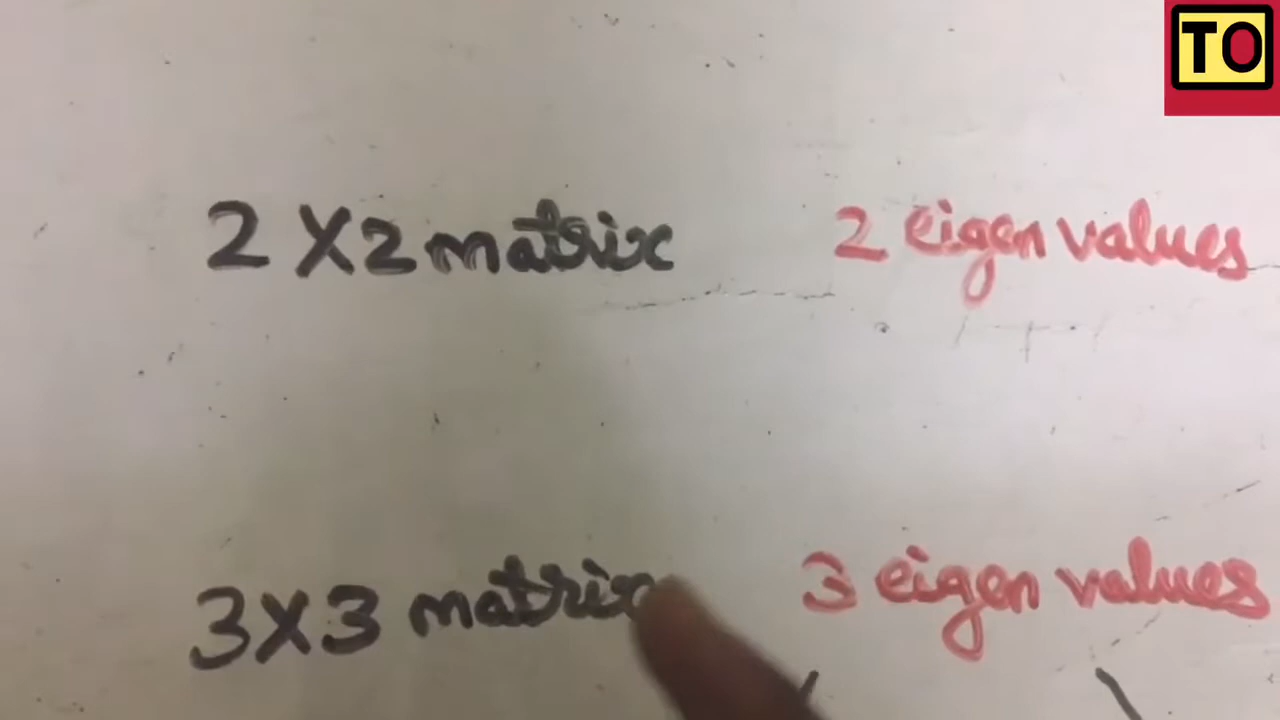 TO
2 X 2 matrix 2 eigen values
3 X 3 matrix 3 eigen values